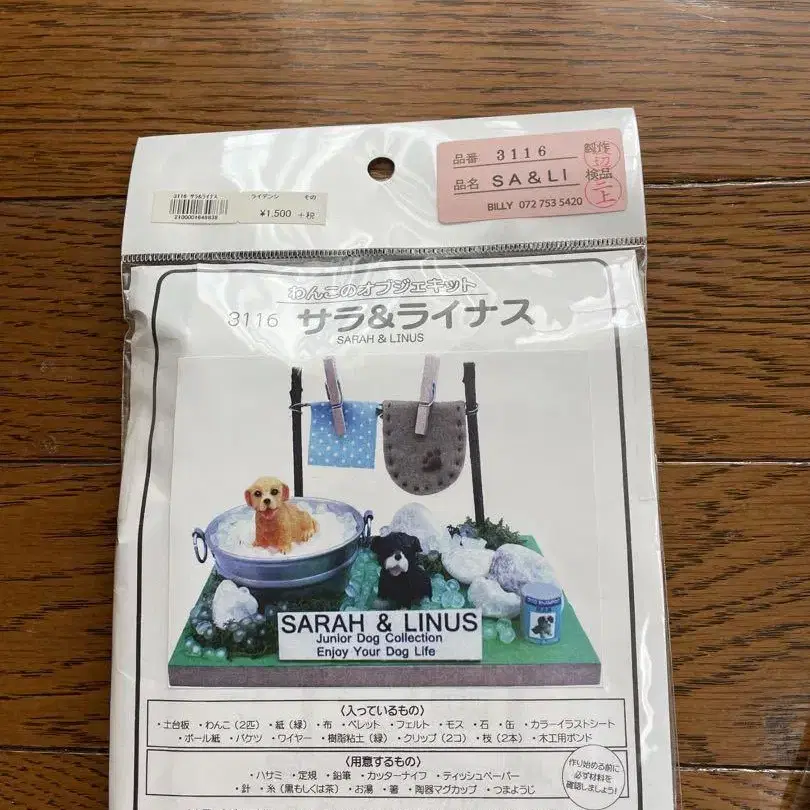 3116 サラ&ライナス
2100001648838
ライマンシ その
¥1,500 +税
品番 3116
製作
品名 SA&LI
検品
BILLY 072 753 5420
わんこのオブジェキット
3116 サラ&ライナス
SARAH & LINUS
SARAH & LINUS
Junior Dog Collection
Enjoy Your Dog Life
〈入っているもの〉
・土台板 ・わんこ(2匹) ・紙(緑) ・布 ・ペレット ・フェルト ・モス ・石 ・缶 ・カラーイラストシート
・ボール紙 ・バケツ ・ワイヤー ・樹脂粘土(緑) ・クリップ(2コ) ・枝(2本) ・木工用ボンド
〈用意するもの〉
・ハサミ ・定規 ・鉛筆 ・カッターナイフ ・ティッシュペーパー
・針 ・糸(黒もしくは茶) ・お湯 ・箸 ・陶器マグカップ ・つまようじ
作り始める前に
必ず材料を
確認しましょう!